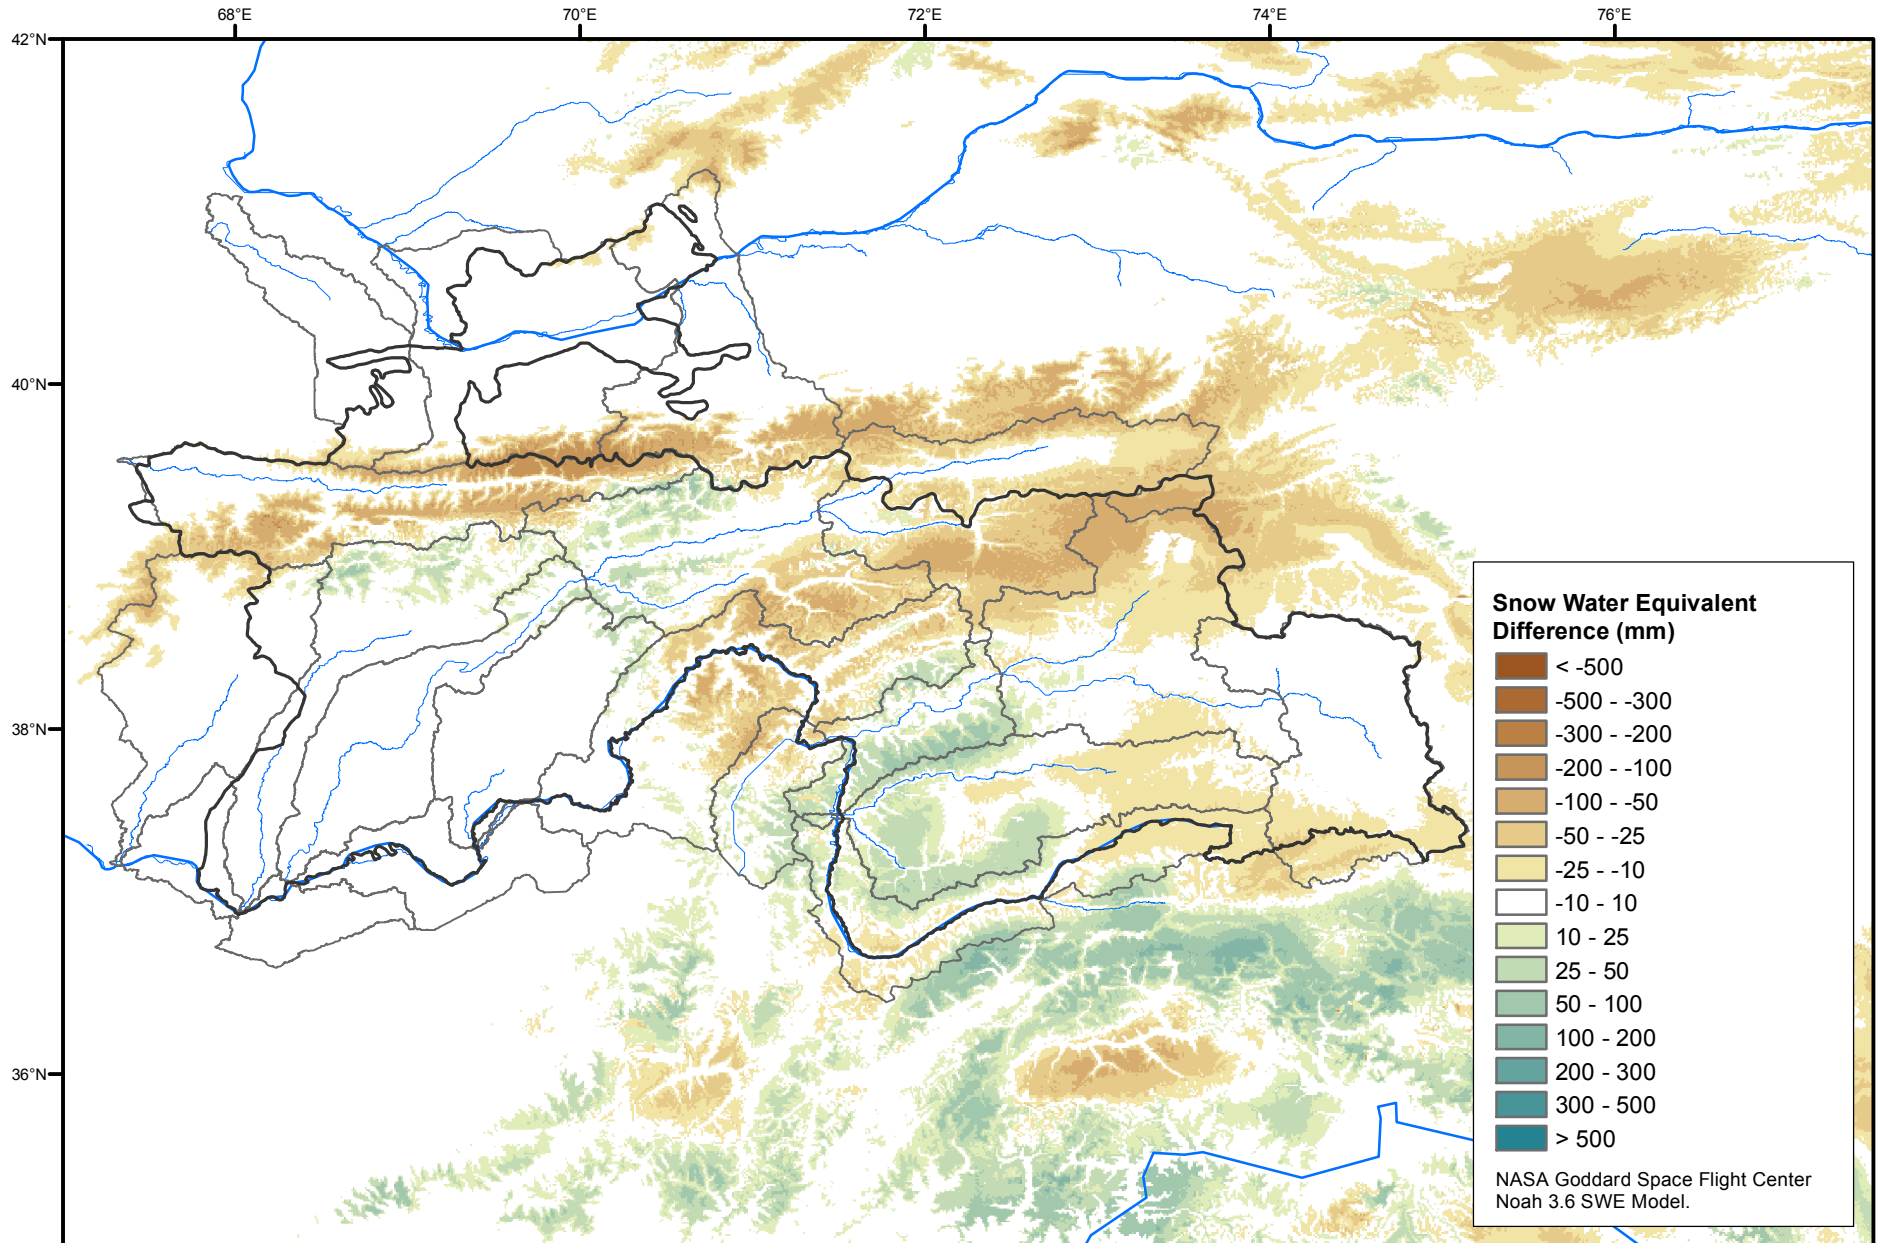 68°E
70°E
72°E
74°E
76°E
42°N
40°N
38°N
36°N
Snow Water Equivalent
Difference (mm)
< -500
-500 - -300
-300 - -200
-200 - -100
-100 - -50
-50 - -25
-25 - -10
-10 - 10
10 - 25
25 - 50
50 - 100
100 - 200
200 - 300
300 - 500
> 500
NASA Goddard Space Flight Center
Noah 3.6 SWE Model.